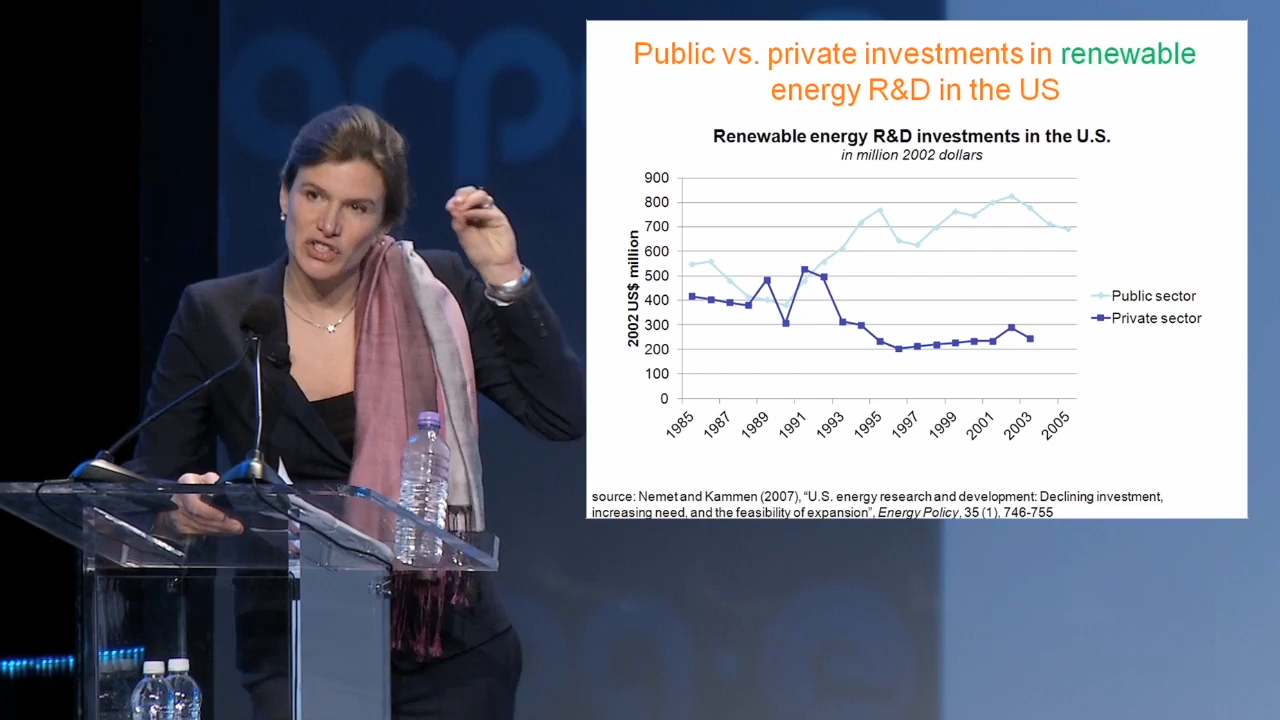 Public vs. private investments in renewable
energy R&D in the US
Renewable energy R&D investments in the U.S.
in million 2002 dollars
2002 US$ million
900
800
700
600
500
400
300
200
100
0
1985
1987
1989
1991
1993
1995
1997
1999
2001
2003
2005
Public sector
Private sector
source: Nemet and Kammen (2007), “U.S. energy research and development: Declining investment,
increasing need, and the feasibility of expansion”, Energy Policy, 35 (1), 746-755
arpa